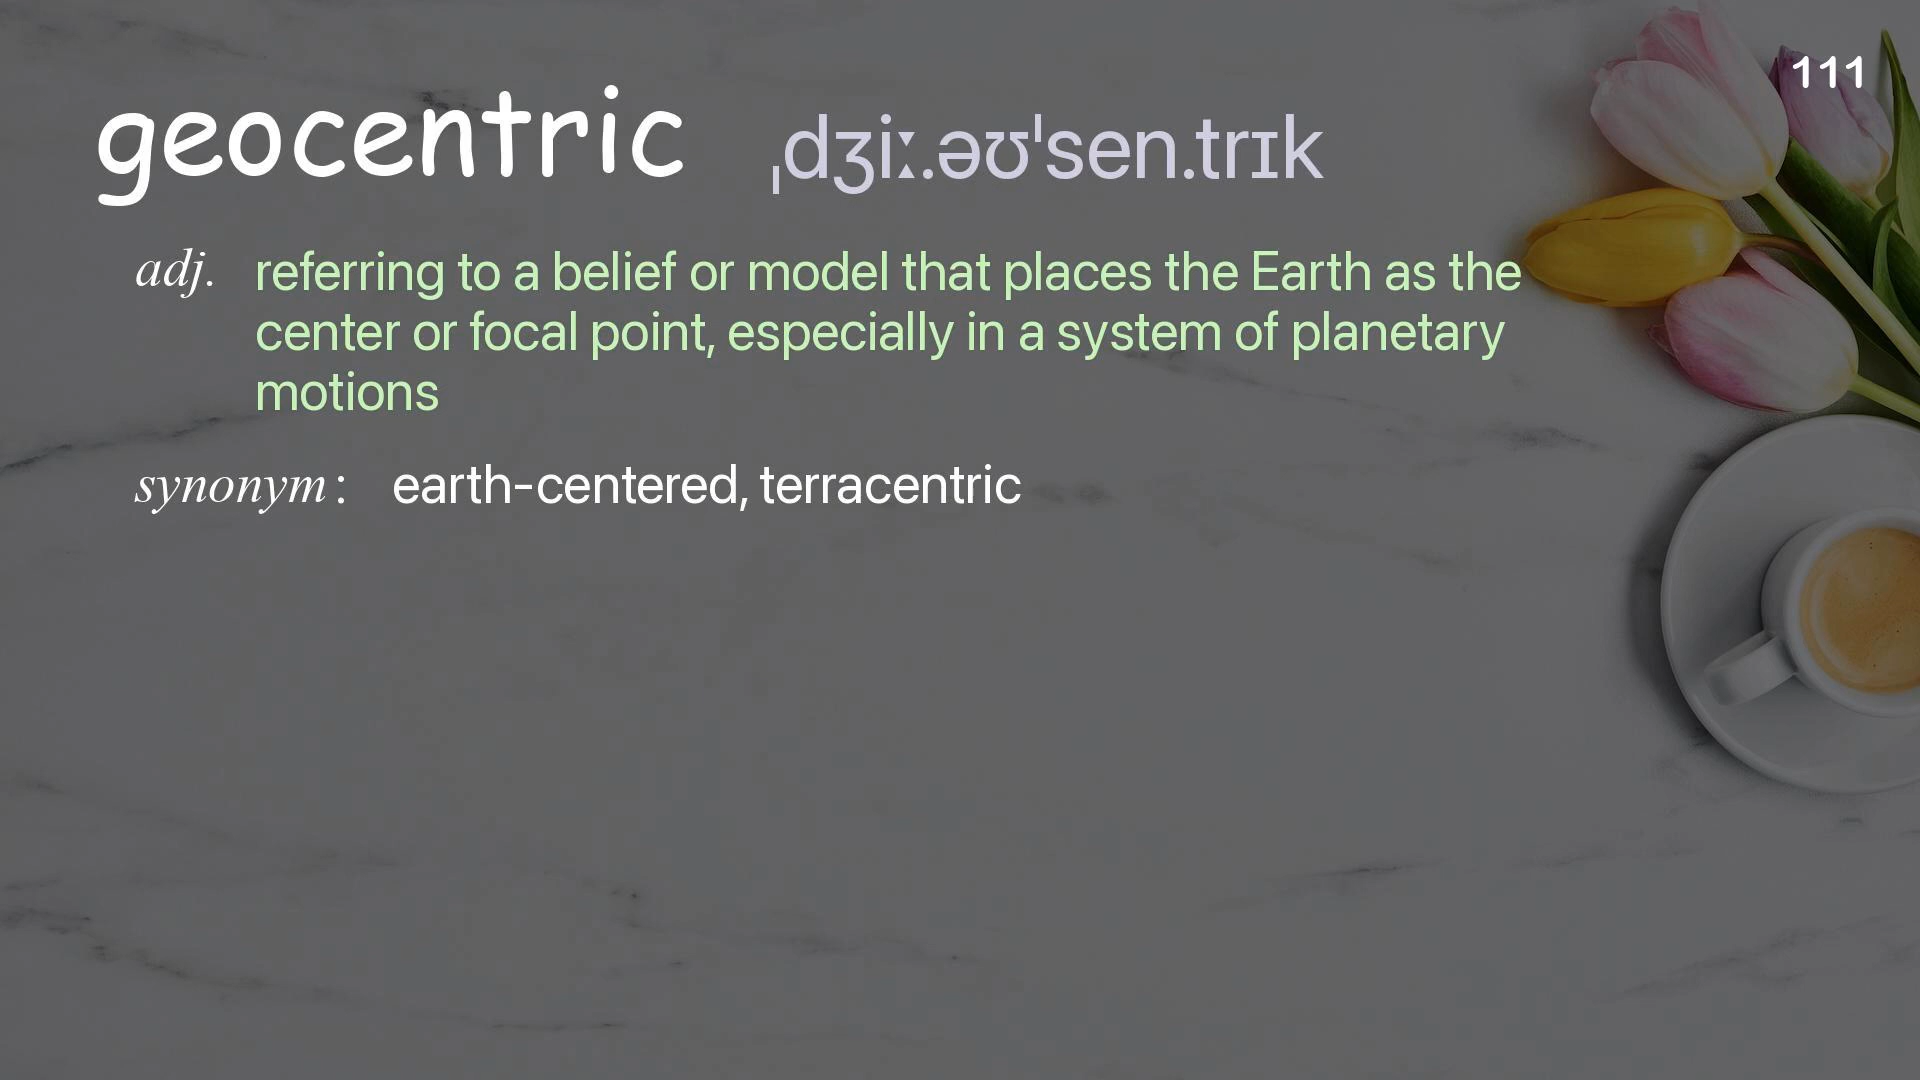 111
geocentric ˌdʒiː.əʊˈsen.trɪk
adj. referring to a belief or model that places the Earth as the
center or focal point, especially in a system of planetary
motions
synonym: earth-centered, terracentric